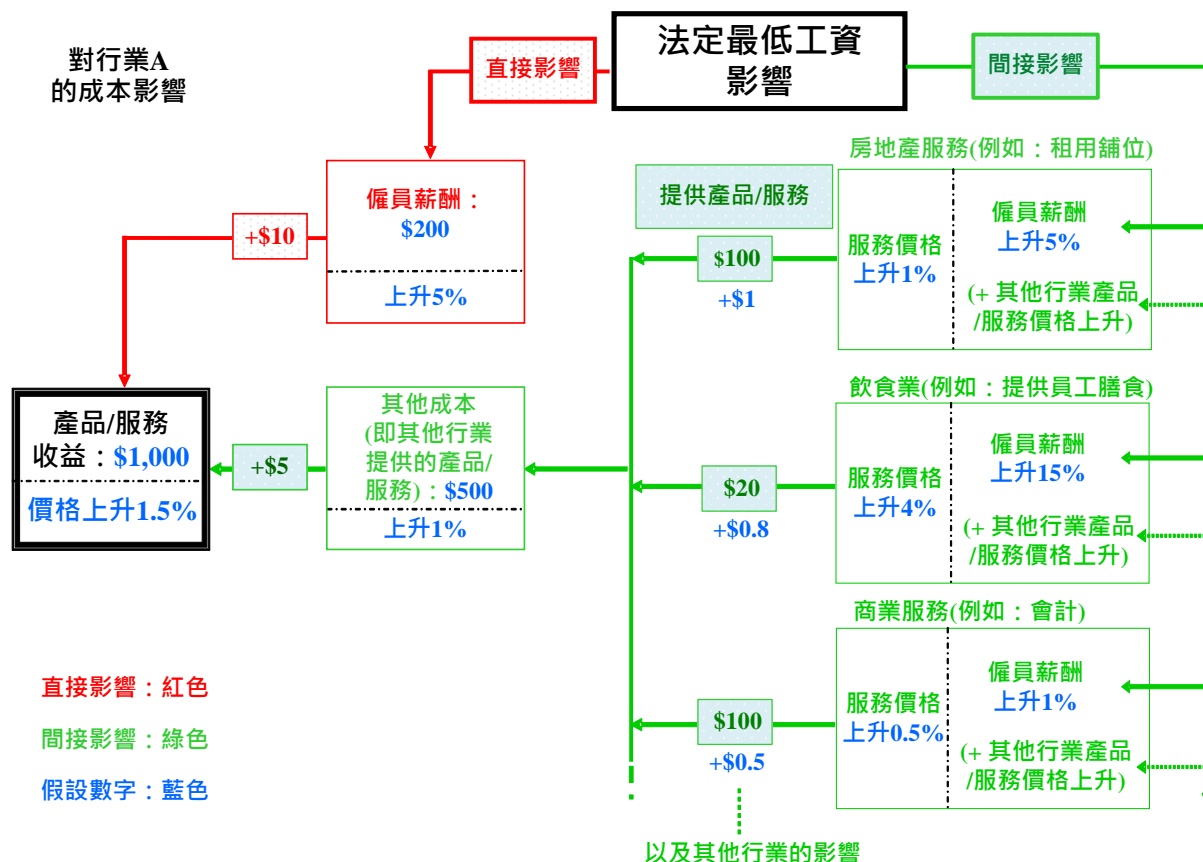 對行業A
的成本影響
直接影響
法定最低工資
影響
間接影響
僱員薪酬：
$200
上升5%
+$10
產品/服務
收益：$1,000
價格上升1.5%
+$5
其他成本
(即其他行業
提供的產品/
服務)：$500
上升1%
提供產品/服務
房地產服務(例如：租用舖位)
$100
+$1
服務價格
上升1%
僱員薪酬
上升5%
(+ 其他行業產品
/服務價格上升)
飲食業(例如：提供員工膳食)
$20
+$0.8
服務價格
上升4%
僱員薪酬
上升15%
(+ 其他行業產品
/服務價格上升)
商業服務(例如：會計)
$100
+$0.5
服務價格
上升0.5%
僱員薪酬
上升1%
(+ 其他行業產品
/服務價格上升)
以及其他行業的影響
直接影響：紅色
間接影響：綠色
假設數字：藍色